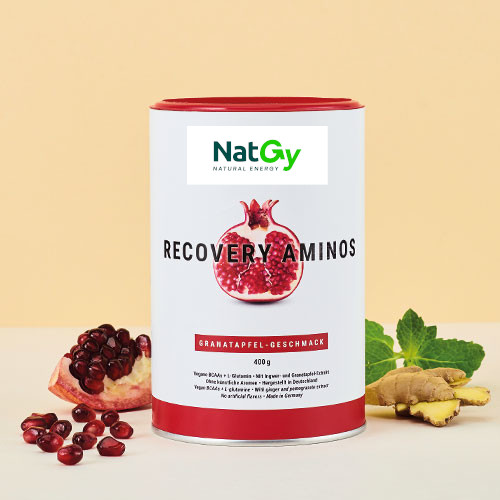 NatGy
NATURAL ENERGY
RECOVERY AMINOS
GRANATAPFEL-GESCHMACK
400 g
Vegane BCAAs + L-Glutamin • Mit Ingwer- und Granatapfel-Extrakt
Ohne künstliche Aromen • Hergestellt in Deutschland
Vegan BCAAs + L-glutamine • With ginger and pomegranate extract
No artificial flavors • Made in Germany